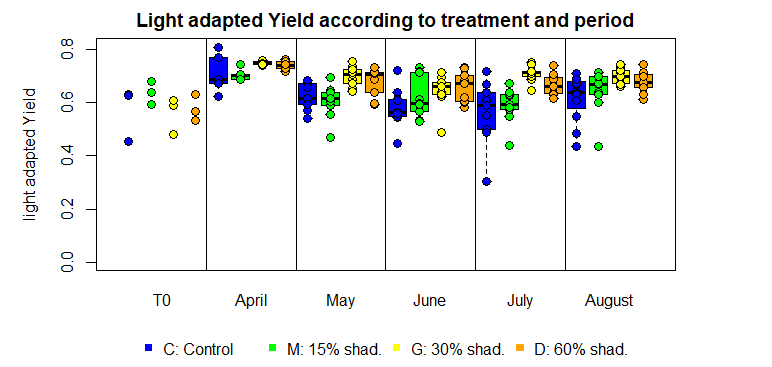 Light adapted Yield according to treatment and period
light adapted Yield
0.8
0.6
0.4
0.2
0.0
T0 April May June July August
C: Control M: 15% shad. G: 30% shad. D: 60% shad.